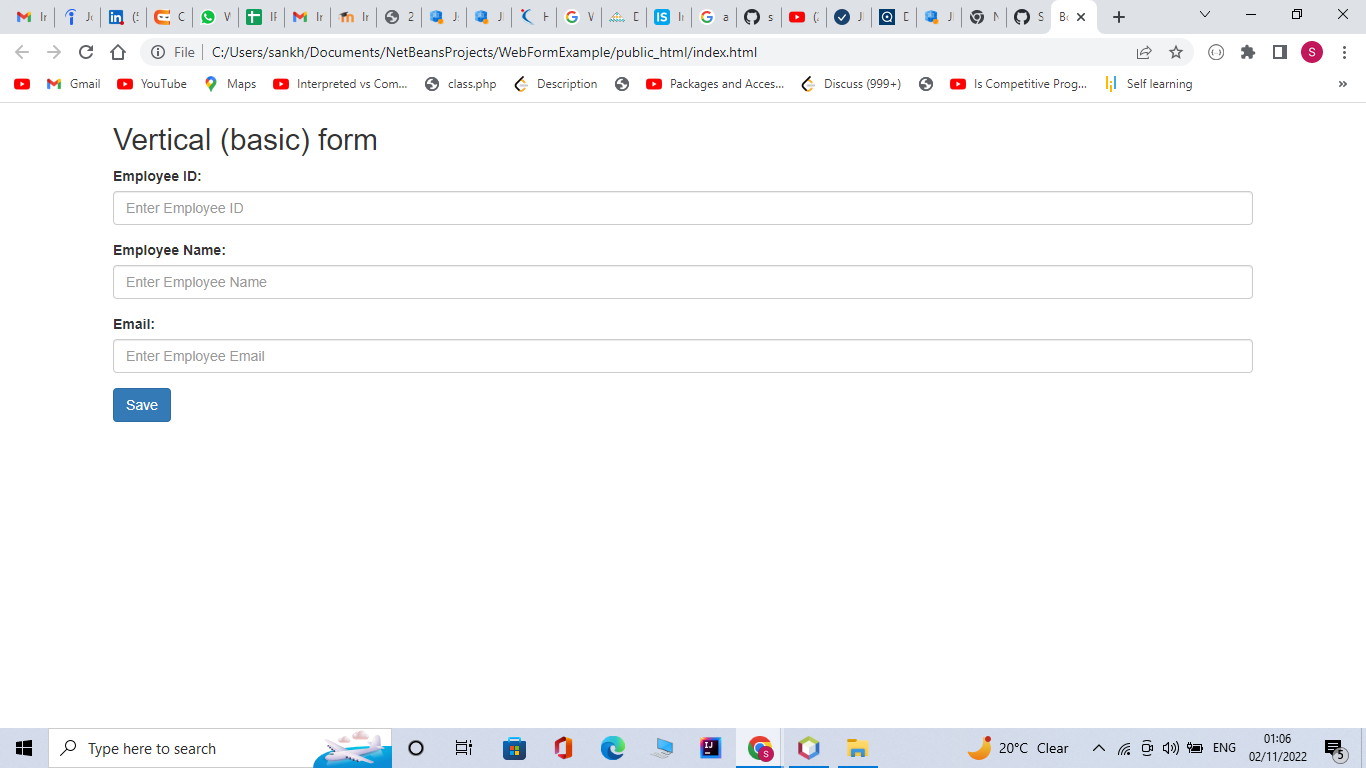 File C:/Users/sankh/Documents/NetBeansProjects/WebFormExample/public_html/index.html S
Gmail YouTube Maps Interpreted vs Com... class.php Description Packages and Acces... Discuss (999+) Is Competitive Prog... Self learning »
Vertical (basic) form
Employee ID:
Enter Employee ID
Employee Name:
Enter Employee Name
Email:
Enter Employee Email
Save
Type here to search 20°C Clear ENG 01:06
02/11/2022 5